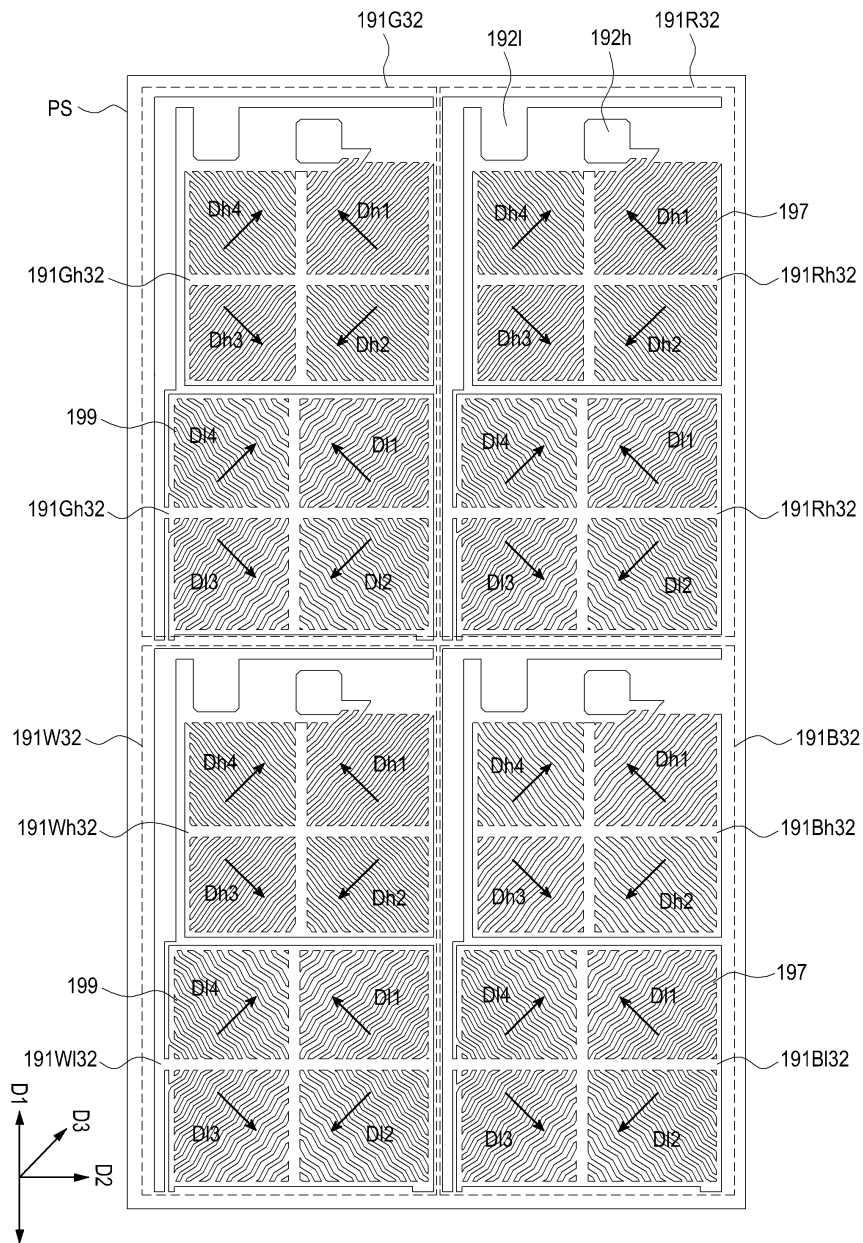 191G32
191R32
192l
192h
PS
Dh4
Dh1
Dh4
Dh1
197
191Gh32
191Rh32
Dh3
Dh2
Dh3
Dh2
199
Dl4
Dl1
Dl4
Dl1
191Gh32
191Rh32
Dl3
Dl2
Dl3
Dl2
191W32
191B32
Dh4
Dh1
Dh4
Dh1
191Wh32
191Bh32
Dh3
Dh2
Dh3
Dh2
199
197
Dl4
Dl1
Dl4
Dl1
191Wl32
191Bl32
D1
D3
D2
Dl3
Dl2
Dl3
Dl2